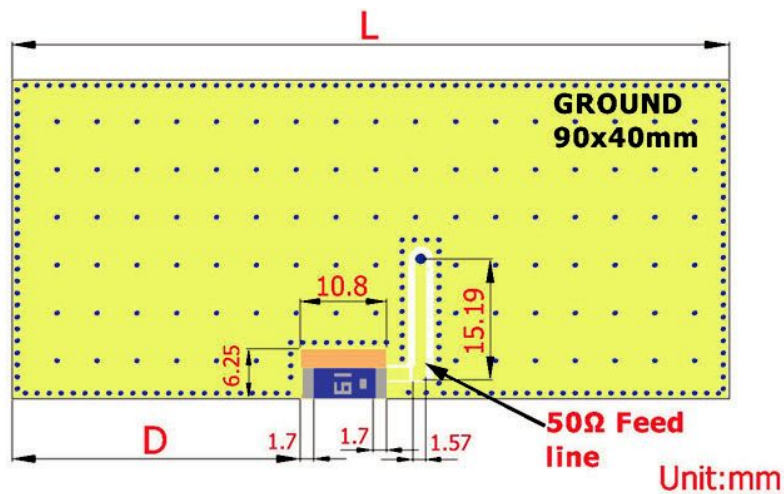 L
GROUND
90x40mm
10.8
15.19
6.25
D
1.7
1.7
1.57
50Ω Feed
line
Unit:mm